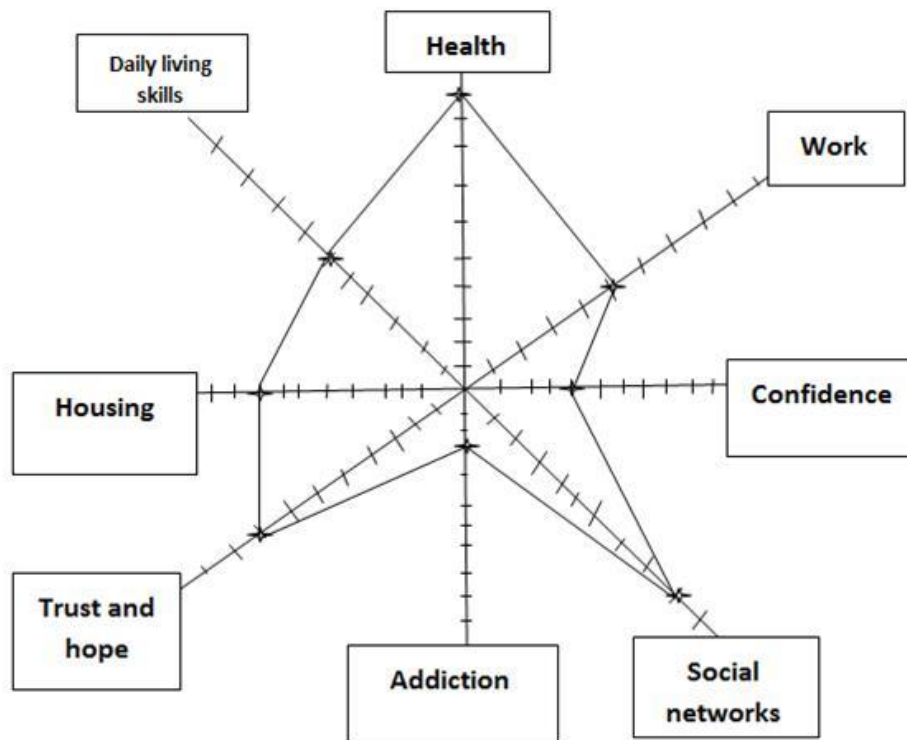 Health
Daily living
skills
Work
Housing
Confidence
Trust and
hope
Addiction
Social
networks